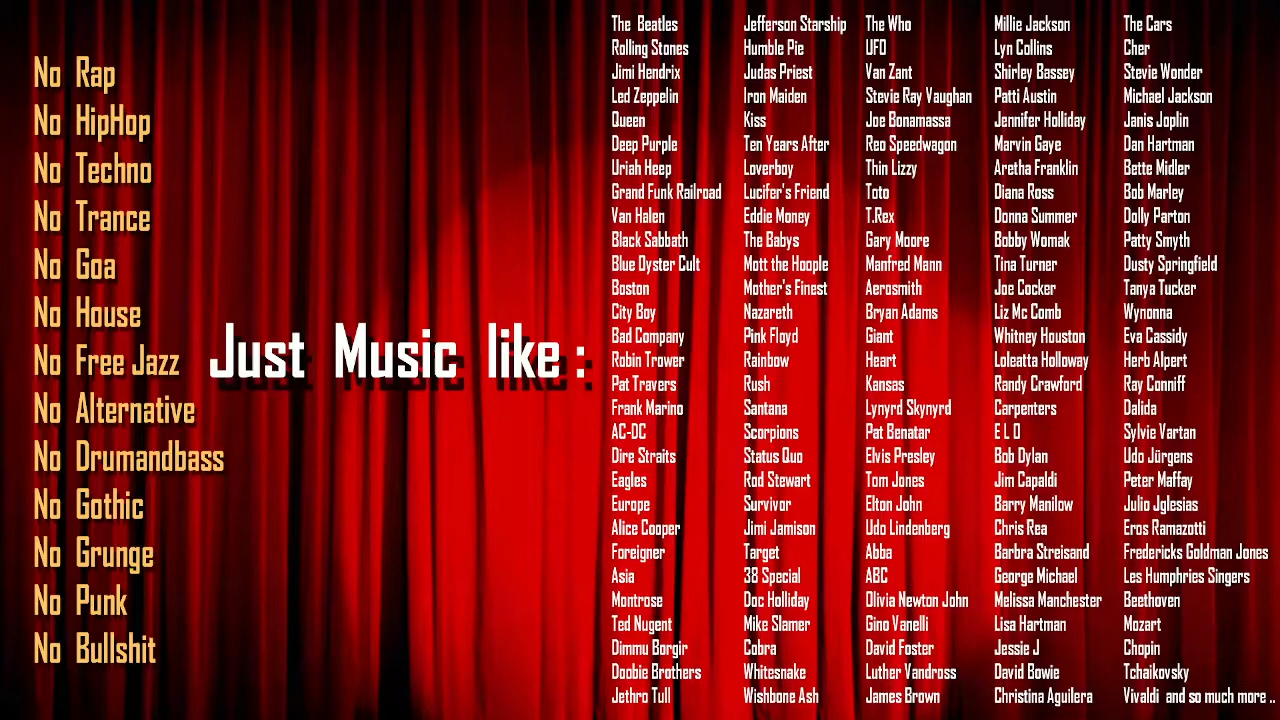 No Rap
No HipHop
No Techno
No Trance
No Goa
No House
No Free Jazz
No Alternative
No Drumandbass
No Gothic
No Grunge
No Punk
No Bullshit
Just Music like :
The Beatles
Rolling Stones
Jimi Hendrix
Led Zeppelin
Queen
Deep Purple
Uriah Heep
Grand Funk Railroad
Van Halen
Black Sabbath
Blue Oyster Cult
Boston
City Boy
Bad Company
Robin Trower
Pat Travers
Frank Marino
AC-DC
Dire Straits
Eagles
Europe
Alice Cooper
Foreigner
Asia
Montrose
Ted Nugent
Dimmu Borgir
Doobie Brothers
Jethro Tull
Jefferson Starship
Humble Pie
Judas Priest
Iron Maiden
Kiss
Ten Years After
Loverboy
Lucifer's Friend
Eddie Money
The Babys
Mott the Hoople
Mother's Finest
Nazareth
Pink Floyd
Rainbow
Rush
Santana
Scorpions
Status Quo
Rod Stewart
Survivor
Jimi Jamison
Target
38 Special
Doc Holliday
Mike Slamer
Cobra
Whitesnake
Wishbone Ash
The Who
UFO
Van Zant
Stevie Ray Vaughan
Joe Bonamassa
Reo Speedwagon
Thin Lizzy
Toto
T.Rex
Gary Moore
Manfred Mann
Aerosmith
Bryan Adams
Giant
Heart
Kansas
Lynyrd Skynyrd
Pat Benatar
Elvis Presley
Tom Jones
Elton John
Udo Lindenberg
Abba
ABC
Olivia Newton John
Gino Vanelli
David Foster
Luther Vandross
James Brown
Millie Jackson
Lyn Collins
Shirley Bassey
Patti Austin
Jennifer Holliday
Marvin Gaye
Aretha Franklin
Diana Ross
Donna Summer
Bobby Womak
Tina Turner
Joe Cocker
Liz Mc Comb
Whitney Houston
Loleatta Holloway
Randy Crawford
Carpenters
E L O
Bob Dylan
Jim Capaldi
Barry Manilow
Chris Rea
Barbra Streisand
George Michael
Melissa Manchester
Lisa Hartman
Jessie J
David Bowie
Christina Aguilera
The Cars
Cher
Stevie Wonder
Michael Jackson
Janis Joplin
Dan Hartman
Bette Midler
Bob Marley
Dolly Parton
Patty Smyth
Dusty Springfield
Tanya Tucker
Wynonna
Eva Cassidy
Herb Alpert
Ray Conniff
Dalida
Sylvie Vartan
Udo Jürgens
Peter Maffay
Julio Jglesias
Eros Ramazotti
Fredericks Goldman Jones
Les Humphries Singers
Beethoven
Mozart
Chopin
Tchaikovsky
Vivaldi and so much more ..